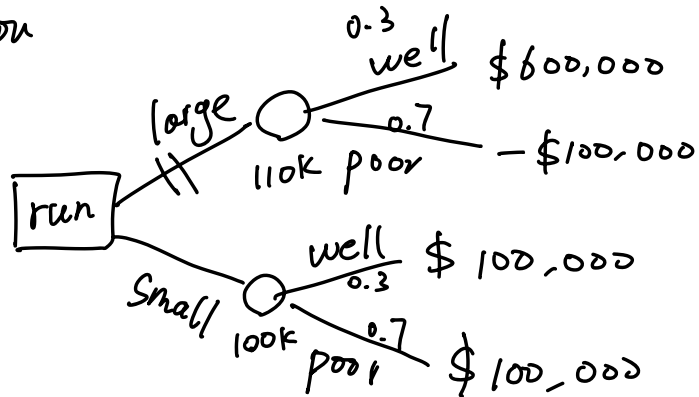 ou
0.3
well $600,000
large
0.7
110K poor - $100,000
run
well $ 100,000
0.3
Small
100K
0.7
poor $ 100,000